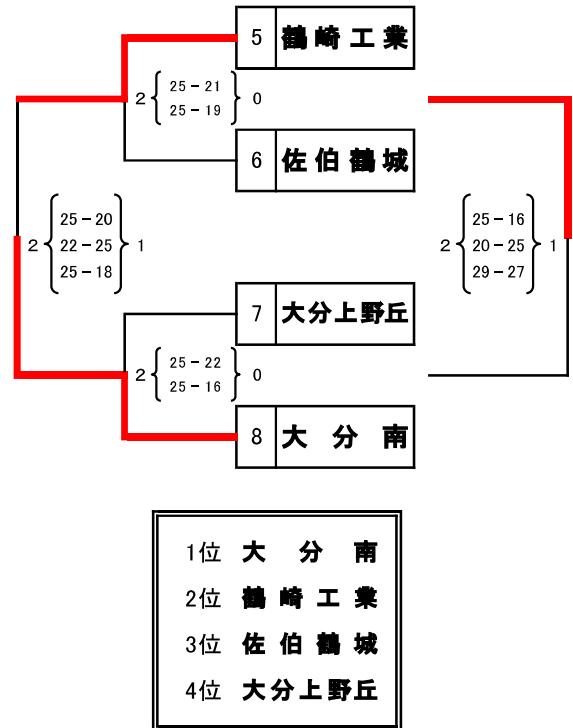 5 鶴崎工業
2 { 25－21 } 0
25－19
6 佐伯鶴城
2 { 25－20 } 1
22－25
25－18
2 { 25－16 } 1
20－25
29－27
7 大分上野丘
2 { 25－22 } 0
25－16
8 大分南
1位 大分南
2位 鶴崎工業
3位 佐伯鶴城
4位 大分上野丘